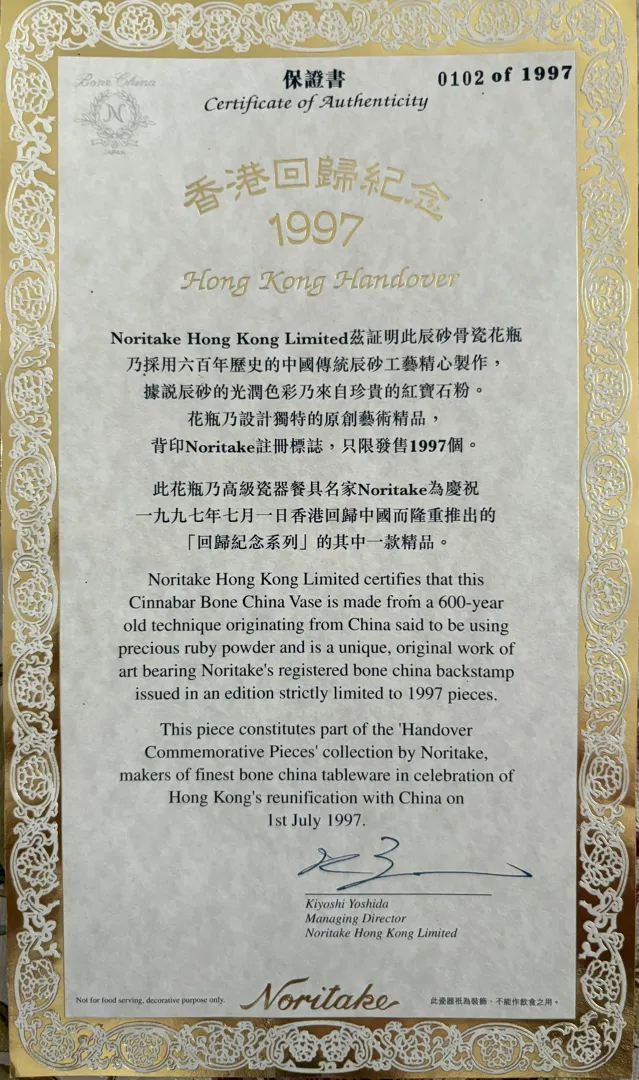 Bone China
N
JAPAN
保證書
0102 of 1997
Certificate of Authenticity
香港回歸紀念
1997
Hong Kong Handover
Noritake Hong Kong Limited茲証明此辰砂骨瓷花瓶
乃採用六百年歷史的中國傳統辰砂工藝精心製作，
據説辰砂的光潤色彩乃來自珍貴的紅寶石粉。
花瓶乃設計獨特的原創藝術精品，
背印Noritake註冊標誌，只限發售1997個。
此花瓶乃高級瓷器餐具名家Noritake為慶祝
一九九七年七月一日香港回歸中國而隆重推出的
「回歸紀念系列」的其中一款精品。
Noritake Hong Kong Limited certifies that this
Cinnabar Bone China Vase is made from a 600-year
old technique originating from China said to be using
precious ruby powder and is a unique, original work of
art bearing Noritake's registered bone china backstamp
issued in an edition strictly limited to 1997 pieces.
This piece constitutes part of the 'Handover
Commemorative Pieces' collection by Noritake,
makers of finest bone china tableware in celebration of
Hong Kong's reunification with China on
1st July 1997.
Kiyoshi Yoshida
Managing Director
Noritake Hong Kong Limited
Not for food serving, decorative purpose only.
Noritake
此瓷器祇為裝飾，不能作飲食之用。